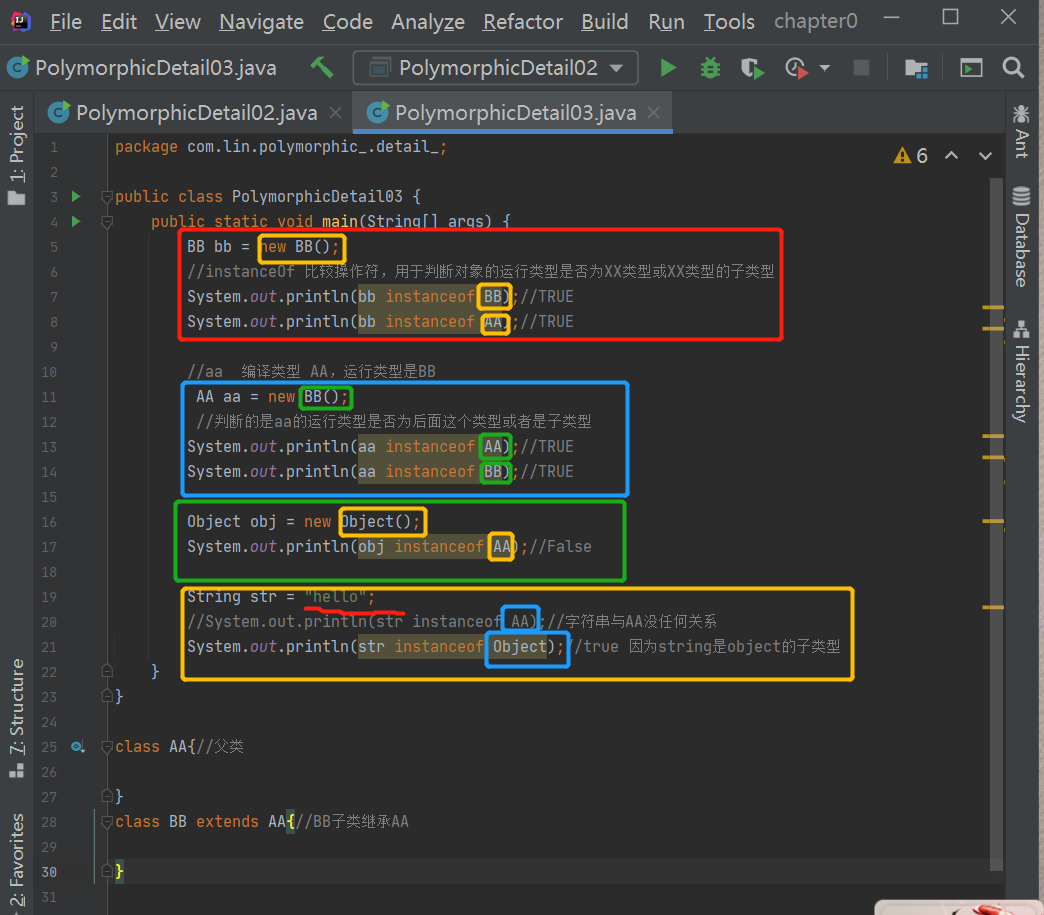 File Edit View Navigate Code Analyze Refactor Build Run Tools chapter0
PolymorphicDetail03.java PolymorphicDetail02
PolymorphicDetail02.java PolymorphicDetail03.java
1: Project
7: Structure
2: Favorites
6
Ant
Database
Hierarchy
1 package com.lin.polymorphic_.detail_;
2
3 public class PolymorphicDetail03 {
4 public static void main(String[] args) {
5 BB bb = new BB();
6 //instanceOf 比较操作符，用于判断对象的运行类型是否为XX类型或XX类型的子类型
7 System.out.println(bb instanceof BB);//TRUE
8 System.out.println(bb instanceof AA);//TRUE
9
10 //aa 编译类型 AA，运行类型是BB
11 AA aa = new BB();
12 //判断的是aa的运行类型是否为后面这个类型或者是子类型
13 System.out.println(aa instanceof AA);//TRUE
14 System.out.println(aa instanceof BB);//TRUE
15
16 Object obj = new Object();
17 System.out.println(obj instanceof AA);//False
18
19 String str = "hello";
20 //System.out.println(str instanceof AA);//字符串与AA没任何关系
21 System.out.println(str instanceof Object);//true 因为string是object的子类型
22 }
23 }
24
25 class AA{//父类
26
27 }
28 class BB extends AA{//BB子类继承AA
29
30 }
31